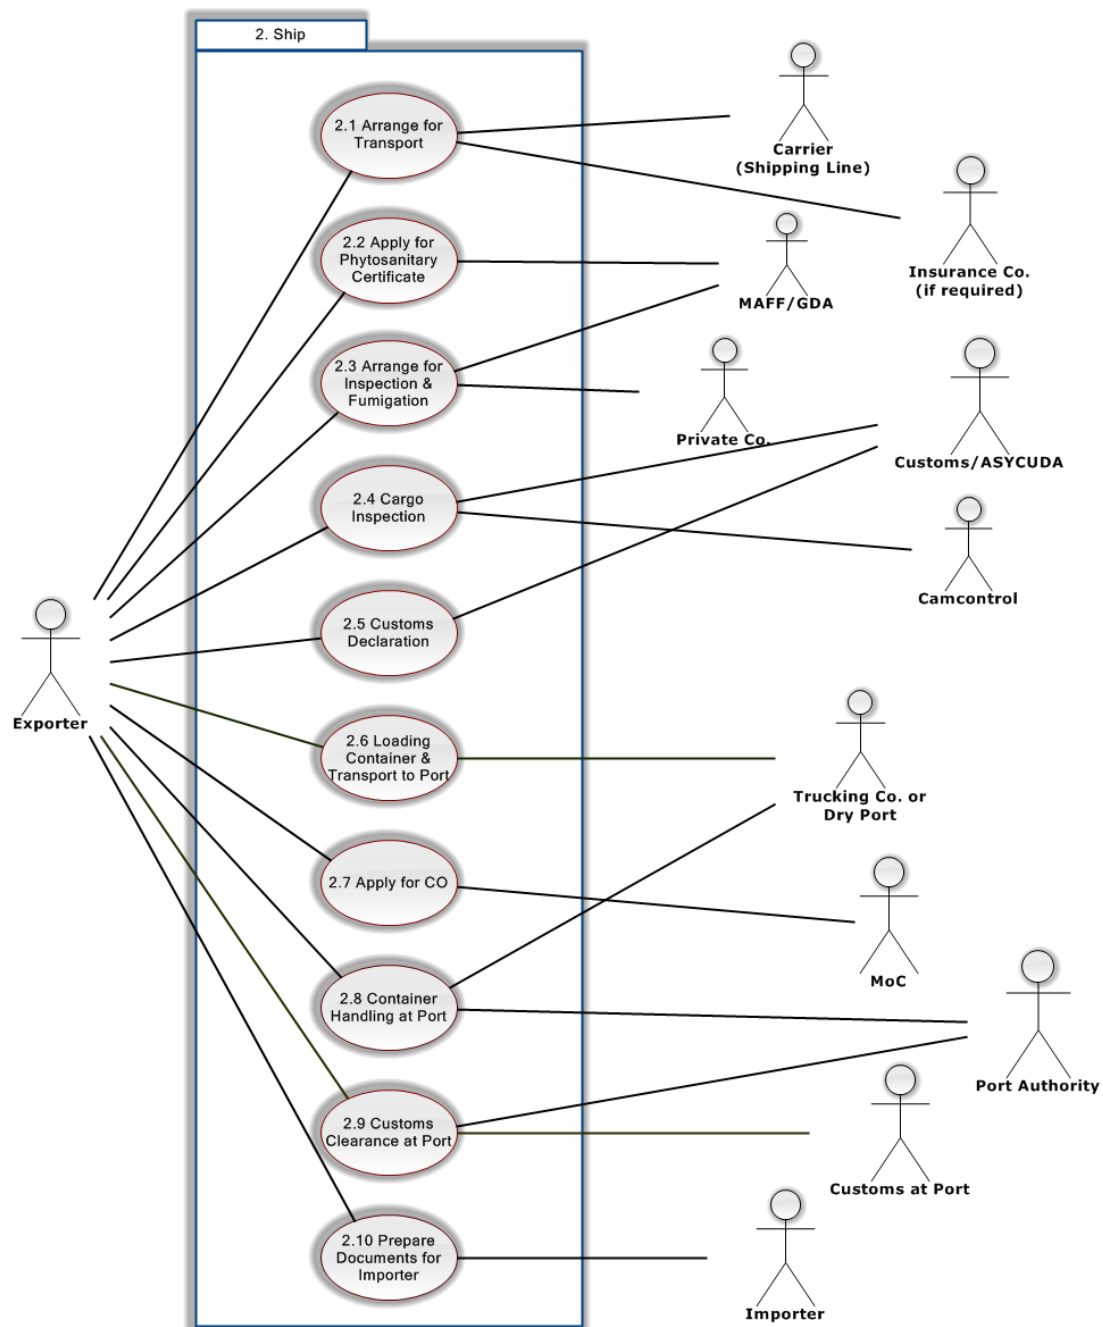 2. Ship
2.1 Arrange for
Transport
Carrier
(Shipping Line)
2.2 Apply for
Phytosanitary
Certificate
MAFF/GDA
Insurance Co.
(if required)
2.3 Arrange for
Inspection &
Fumigation
Private Co.
Customs/ASYCUDA
2.4 Cargo
Inspection
Camcontrol
2.5 Customs
Declaration
Exporter
2.6 Loading
Container &
Transport to Port
Trucking Co. or
Dry Port
2.7 Apply for CO
MoC
2.8 Container
Handling at Port
Port Authority
2.9 Customs
Clearance at Port
Customs at Port
2.10 Prepare
Documents for
Importer
Importer